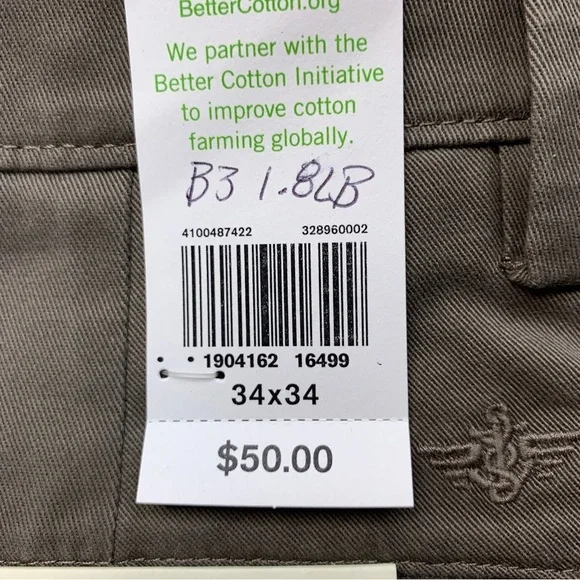 BetterCotton.org
We partner with the
Better Cotton Initiative
to improve cotton
farming globally.
B3 1.8LB
4100487422 328960002
1904162 16499
34x34
$50.00